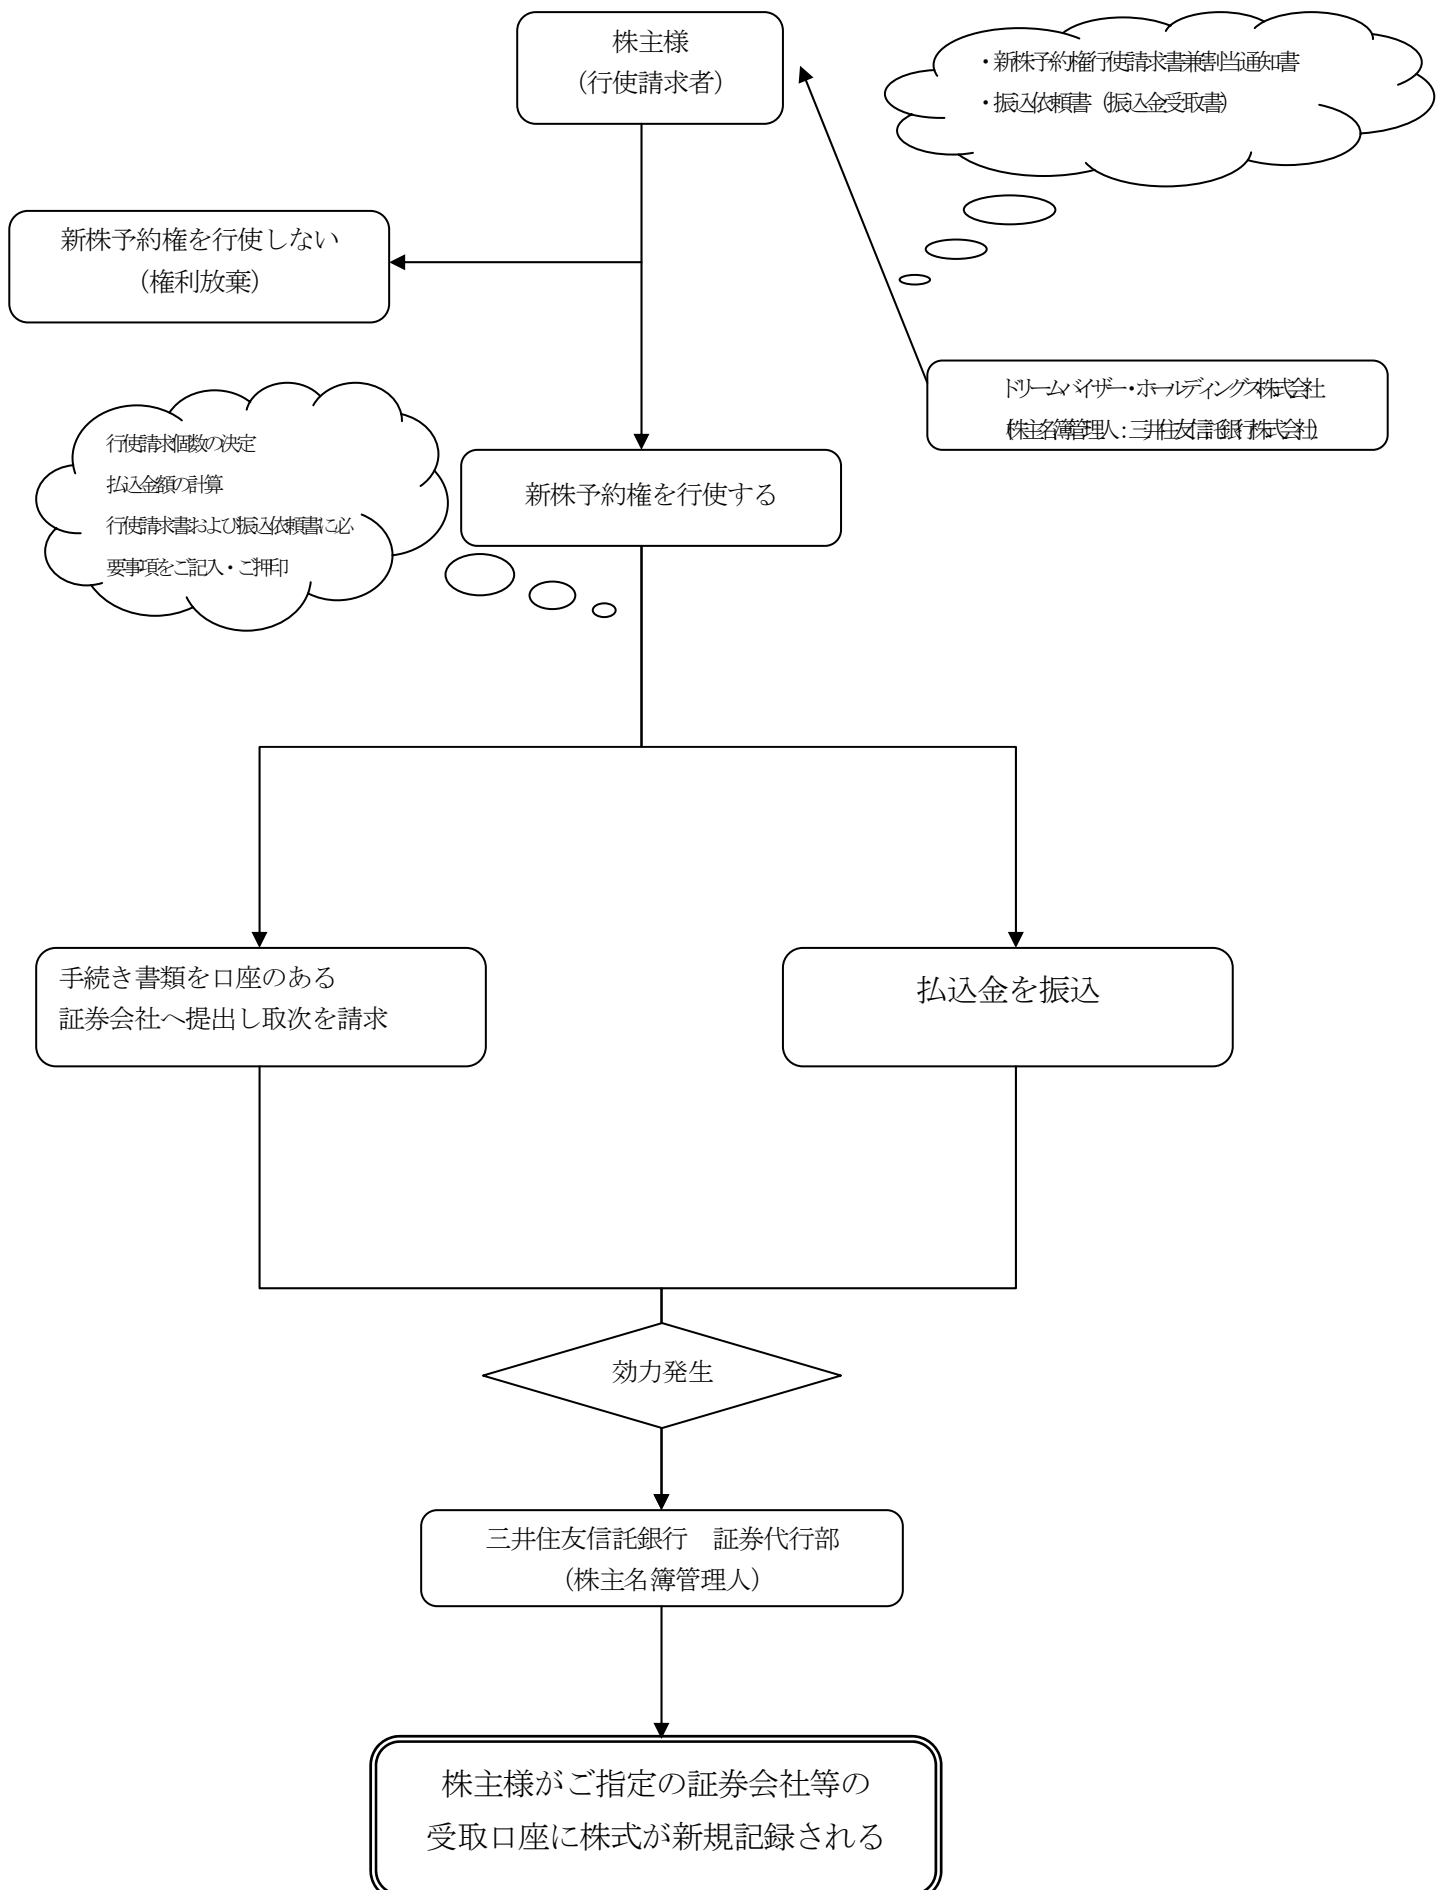 株主様
（行使請求者）
・新株予約権行使請求書兼割当通知書
・振込依頼書（振込金受取書）
新株予約権を行使しない
（権利放棄）
ドリームバイザー・ホールディングス株式会社
（株主名簿管理人：三井住友信託銀行株式会社）
行使請求個数の決定
払込金額の計算
行使請求書および振込依頼書に必
要事項をご記入・ご押印
新株予約権を行使する
手続き書類を口座のある
証券会社へ提出し取次を請求
払込金を振込
効力発生
三井住友信託銀行　証券代行部
（株主名簿管理人）
株主様がご指定の証券会社等の
受取口座に株式が新規記録される